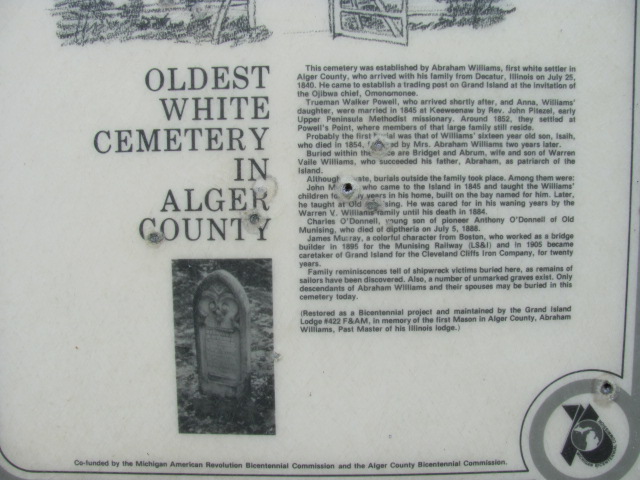 OLDEST
WHITE
CEMETERY
IN
ALGER
COUNTY
This cemetery was established by Abraham Williams, first white settler in
Alger County, who arrived with his family from Decatur, Illinois on July 25,
1840. He came to establish a trading post on Grand Island at the invitation of
the Ojibwa chief, Omonomonee.
Trueman Walker Powell, who arrived shortly after, and Anna, Williams'
daughter, were married in 1845 at Keeweenaw by Rev. John Pitezel, early
Upper Peninsula Methodist missionary. Around 1852, they settled at
Powell's Point, where members of that large family still reside.
Probably the first was that of Williams' sixteen year old son, Isaih,
who died in 1854, by Mrs. Abraham Williams two years later.
Buried within the are Bridget and Abrum, wife and son of Warren
Vaile Williams, who succeeded his father, Abraham, as patriarch of the
Island.
Although burials outside the family took place. Among them were:
John who came to the Island in 1845 and taught the Williams'
children years in his home, built on the bay named for him. Later,
he taught at Old He was cared for in his waning years by the
Warren V. Williams family until his death in 1884.
Charles O'Donnell, young son of pioneer Anthony O'Donnell of Old
Munising, who died of diptheria on July 5, 1888.
James Murray, a colorful character from Boston, who worked as a bridge
builder in 1895 for the Munising Railway (LS&I) and in 1905 became
caretaker of Grand Island for the Cleveland Cliffs Iron Company, for twenty
years.
Family reminiscences tell of shipwreck victims buried here, as remains of
sailors have been discovered. Also, a number of unmarked graves exist. Only
descendants of Abraham Williams and their spouses may be buried in this
cemetery today.
(Restored as a Bicentennial project and maintained by the Grand Island
Lodge #422 F&AM, in memory of the first Mason in Alger County, Abraham
Williams, Past Master of his Illinois lodge.)
Co-funded by the Michigan American Revolution Bicentennial Commission and the Alger County Bicentennial Commission.